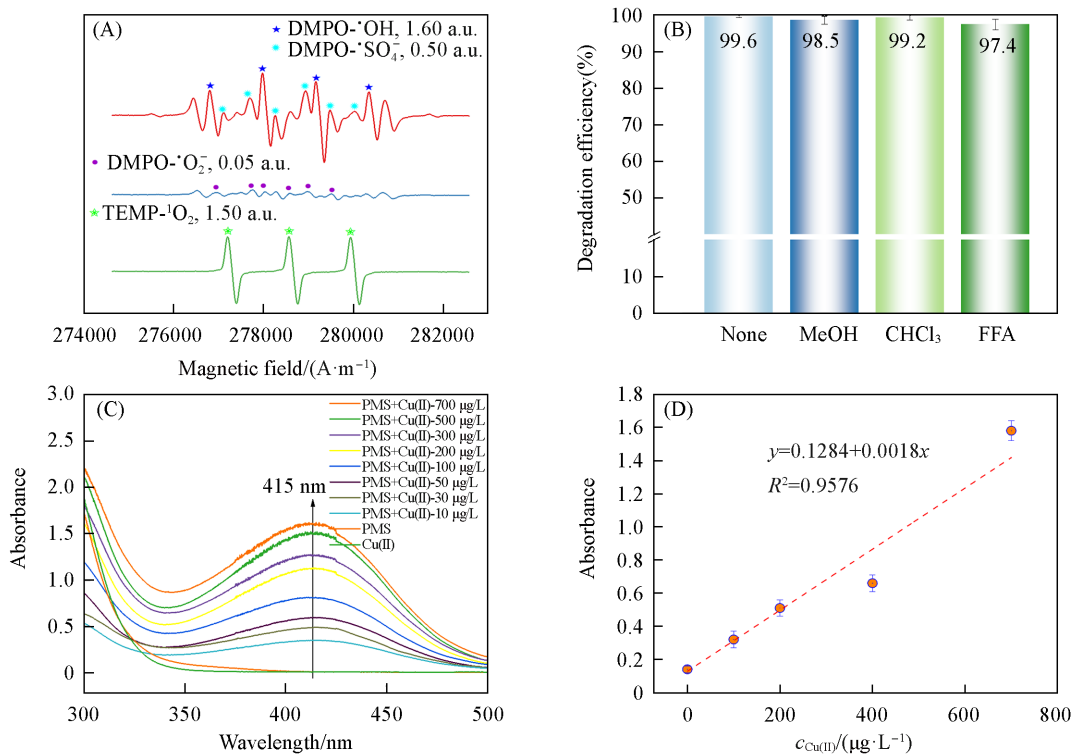 (A)
★ DMPO-•OH, 1.60 a.u.
DMPO-•SO₄⁻, 0.50 a.u.
• DMPO-•O₂⁻, 0.05 a.u.
TEMP-¹O₂, 1.50 a.u.
274000 276000 278000 280000 282000
Magnetic field/(A·m⁻¹)
(B)
Degradation efficiency(%)
100
90
80
70
60
50
10
0
99.6 98.5 99.2 97.4
None MeOH CHCl₃ FFA
(C)
Absorbance
3.0
2.5
2.0
1.5
1.0
0.5
0
PMS+Cu(II)-700 μg/L
PMS+Cu(II)-500 μg/L
PMS+Cu(II)-300 μg/L
PMS+Cu(II)-200 μg/L
PMS+Cu(II)-100 μg/L
PMS+Cu(II)-50 μg/L
PMS+Cu(II)-30 μg/L
PMS+Cu(II)-10 μg/L
PMS
Cu(II)
415 nm
300 350 400 450 500
Wavelength/nm
(D)
Absorbance
1.8
1.6
1.4
1.2
1.0
0.8
0.6
0.4
0.2
0
y=0.1284+0.0018x
R²=0.9576
0 200 400 600 800
c Cu(II)/(μg·L⁻¹)